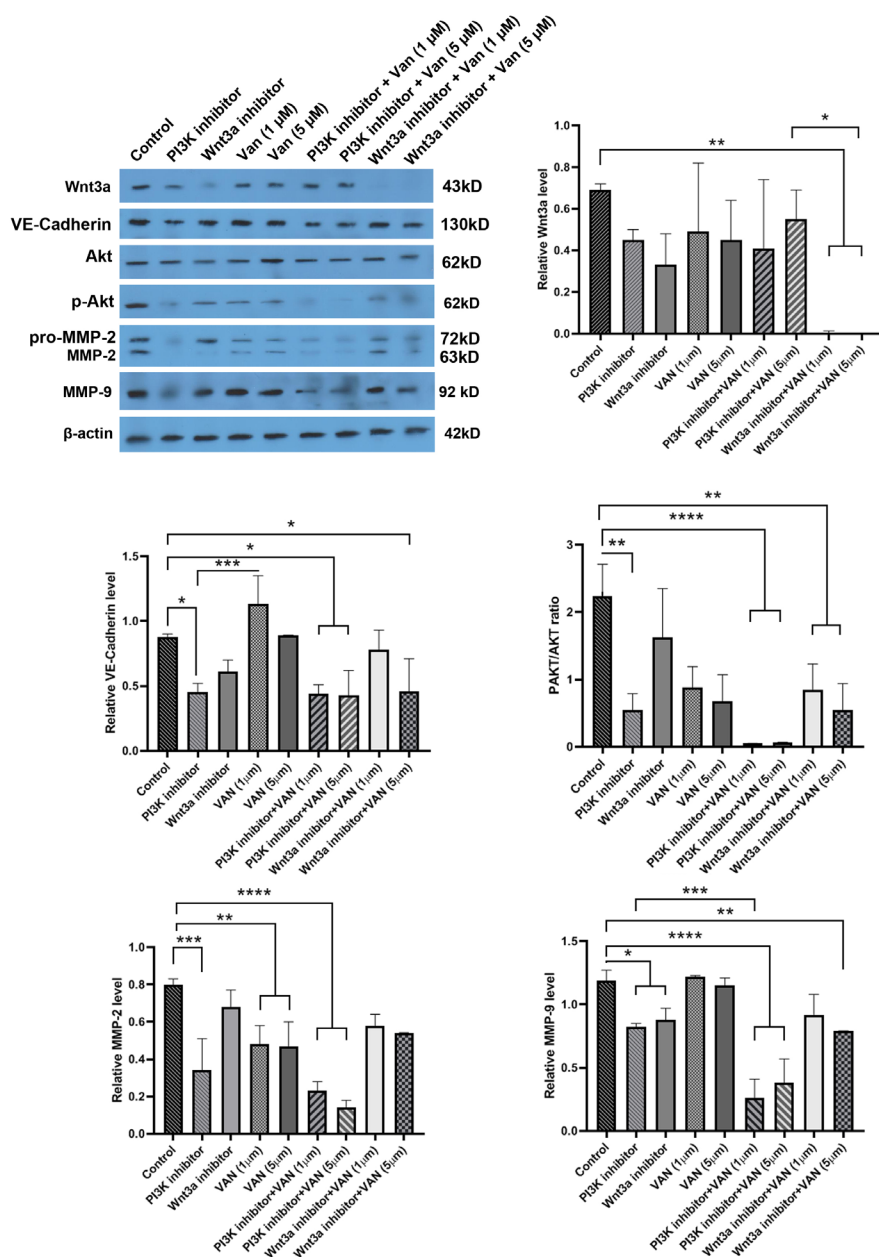 Control
PI3K inhibitor
Wnt3a inhibitor
Van (1 µM)
Van (5 µM)
PI3K inhibitor + Van (1 µM)
PI3K inhibitor + Van (5 µM)
Wnt3a inhibitor + Van (1 µM)
Wnt3a inhibitor + Van (5 µM)
Wnt3a 43kD
VE-Cadherin 130kD
Akt 62kD
p-Akt 62kD
pro-MMP-2 72kD
MMP-2 63kD
MMP-9 92 kD
β-actin 42kD
*
**
Relative Wnt3a level
1.0
0.8
0.6
0.4
0.2
0.0
Control
PI3K inhibitor
Wnt3a inhibitor
VAN (1µm)
VAN (5µm)
PI3K inhibitor+VAN (1µm)
PI3K inhibitor+VAN (5µm)
Wnt3a inhibitor+VAN (1µm)
Wnt3a inhibitor+VAN (5µm)
*
*
***
*
Relative VE-Cadherin level
1.5
1.0
0.5
0.0
Control
PI3K inhibitor
Wnt3a inhibitor
VAN (1µm)
VAN (5µm)
PI3K inhibitor+VAN (1µm)
PI3K inhibitor+VAN (5µm)
Wnt3a inhibitor+VAN (1µm)
Wnt3a inhibitor+VAN (5µm)
**
****
**
PAKT/AKT ratio
3
2
1
0
Control
PI3K inhibitor
Wnt3a inhibitor
VAN (1µm)
VAN (5µm)
PI3K inhibitor+VAN (1µm)
PI3K inhibitor+VAN (5µm)
Wnt3a inhibitor+VAN (1µm)
Wnt3a inhibitor+VAN (5µm)
****
**
***
Relative MMP-2 level
1.0
0.8
0.6
0.4
0.2
0.0
Control
PI3K inhibitor
Wnt3a inhibitor
VAN (1µm)
VAN (5µm)
PI3K inhibitor+VAN (1µm)
PI3K inhibitor+VAN (5µm)
Wnt3a inhibitor+VAN (1µm)
Wnt3a inhibitor+VAN (5µm)
***
**
****
*
Relative MMP-9 level
1.5
1.0
0.5
0.0
Control
PI3K inhibitor
Wnt3a inhibitor
VAN (1µm)
VAN (5µm)
PI3K inhibitor+VAN (1µm)
PI3K inhibitor+VAN (5µm)
Wnt3a inhibitor+VAN (1µm)
Wnt3a inhibitor+VAN (5µm)